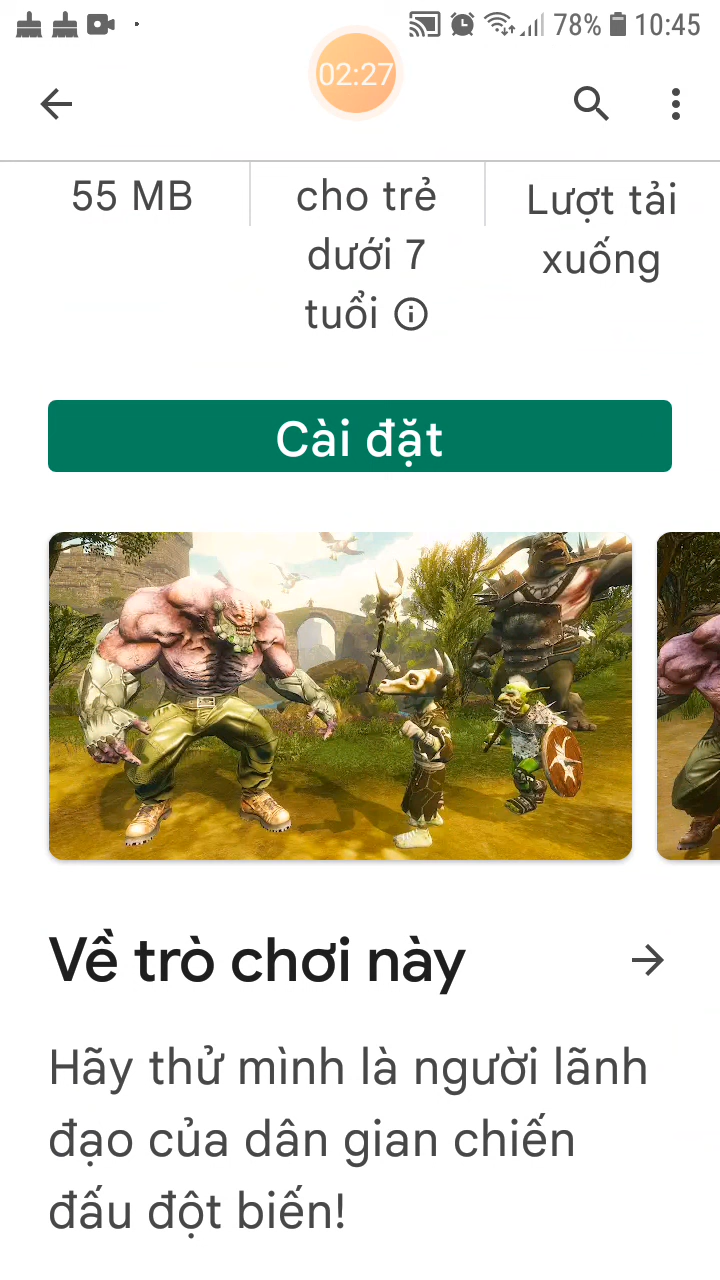 78% 10:45
02:27
55 MB
cho trẻ
dưới 7
tuổi
Lượt tải
xuống
Cài đặt
Về trò chơi này
Hãy thử mình là người lãnh
đạo của dân gian chiến
đấu đột biến!